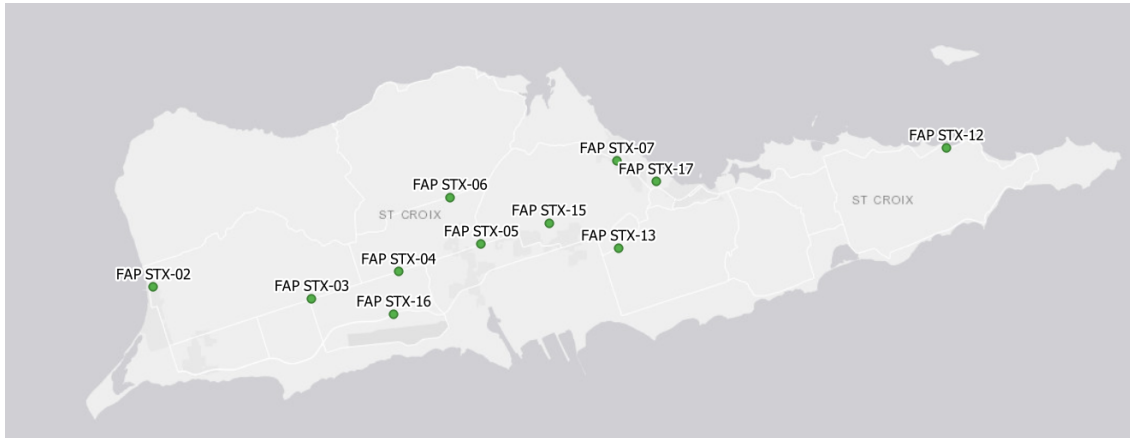 FAP STX-12
FAP STX-07
FAP STX-17
FAP STX-06
ST CROIX
ST CROIX
FAP STX-15
FAP STX-05
FAP STX-13
FAP STX-04
FAP STX-02
FAP STX-03
FAP STX-16